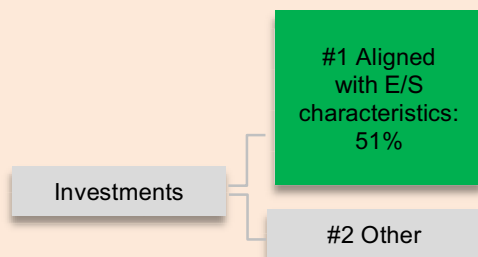 #1 Aligned
with E/S
characteristics:
51%
Investments
#2 Other